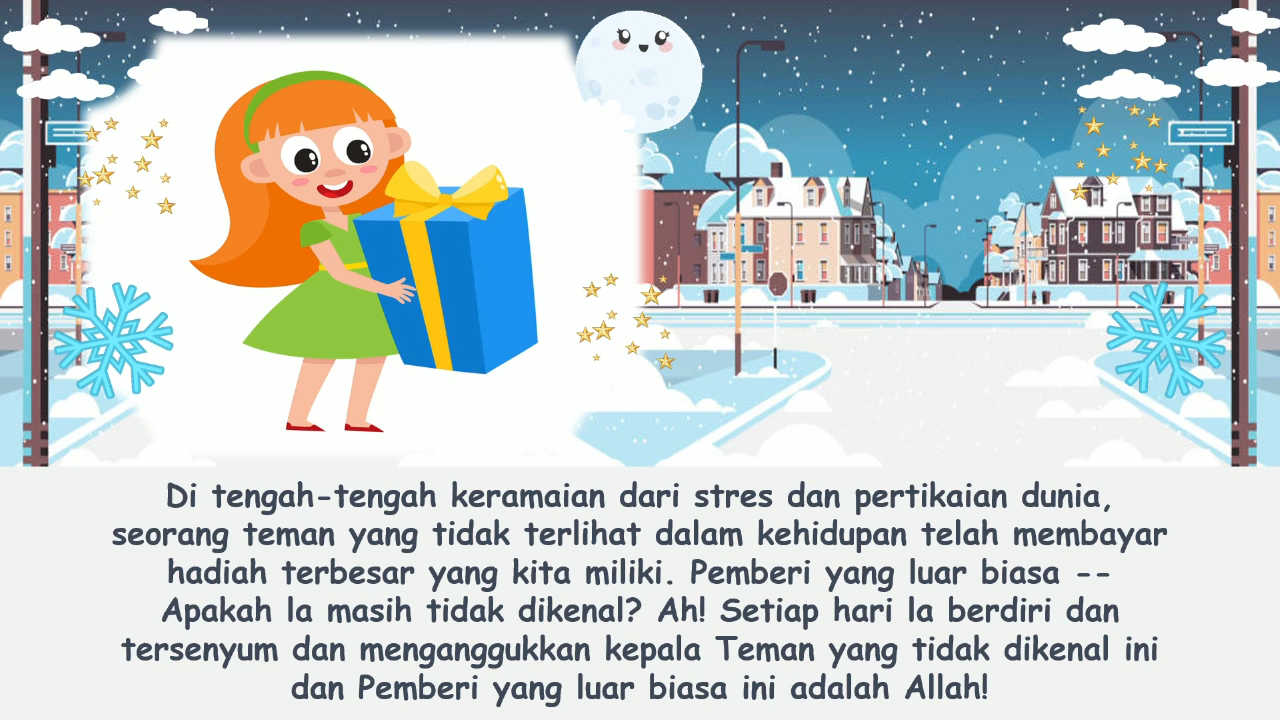 Di tengah-tengah keramaian dari stres dan pertikaian dunia,
seorang teman yang tidak terlihat dalam kehidupan telah membayar
hadiah terbesar yang kita miliki. Pemberi yang luar biasa --
Apakah la masih tidak dikenal? Ah! Setiap hari la berdiri dan
tersenyum dan menganggukkan kepala Teman yang tidak dikenal ini
dan Pemberi yang luar biasa ini adalah Allah!